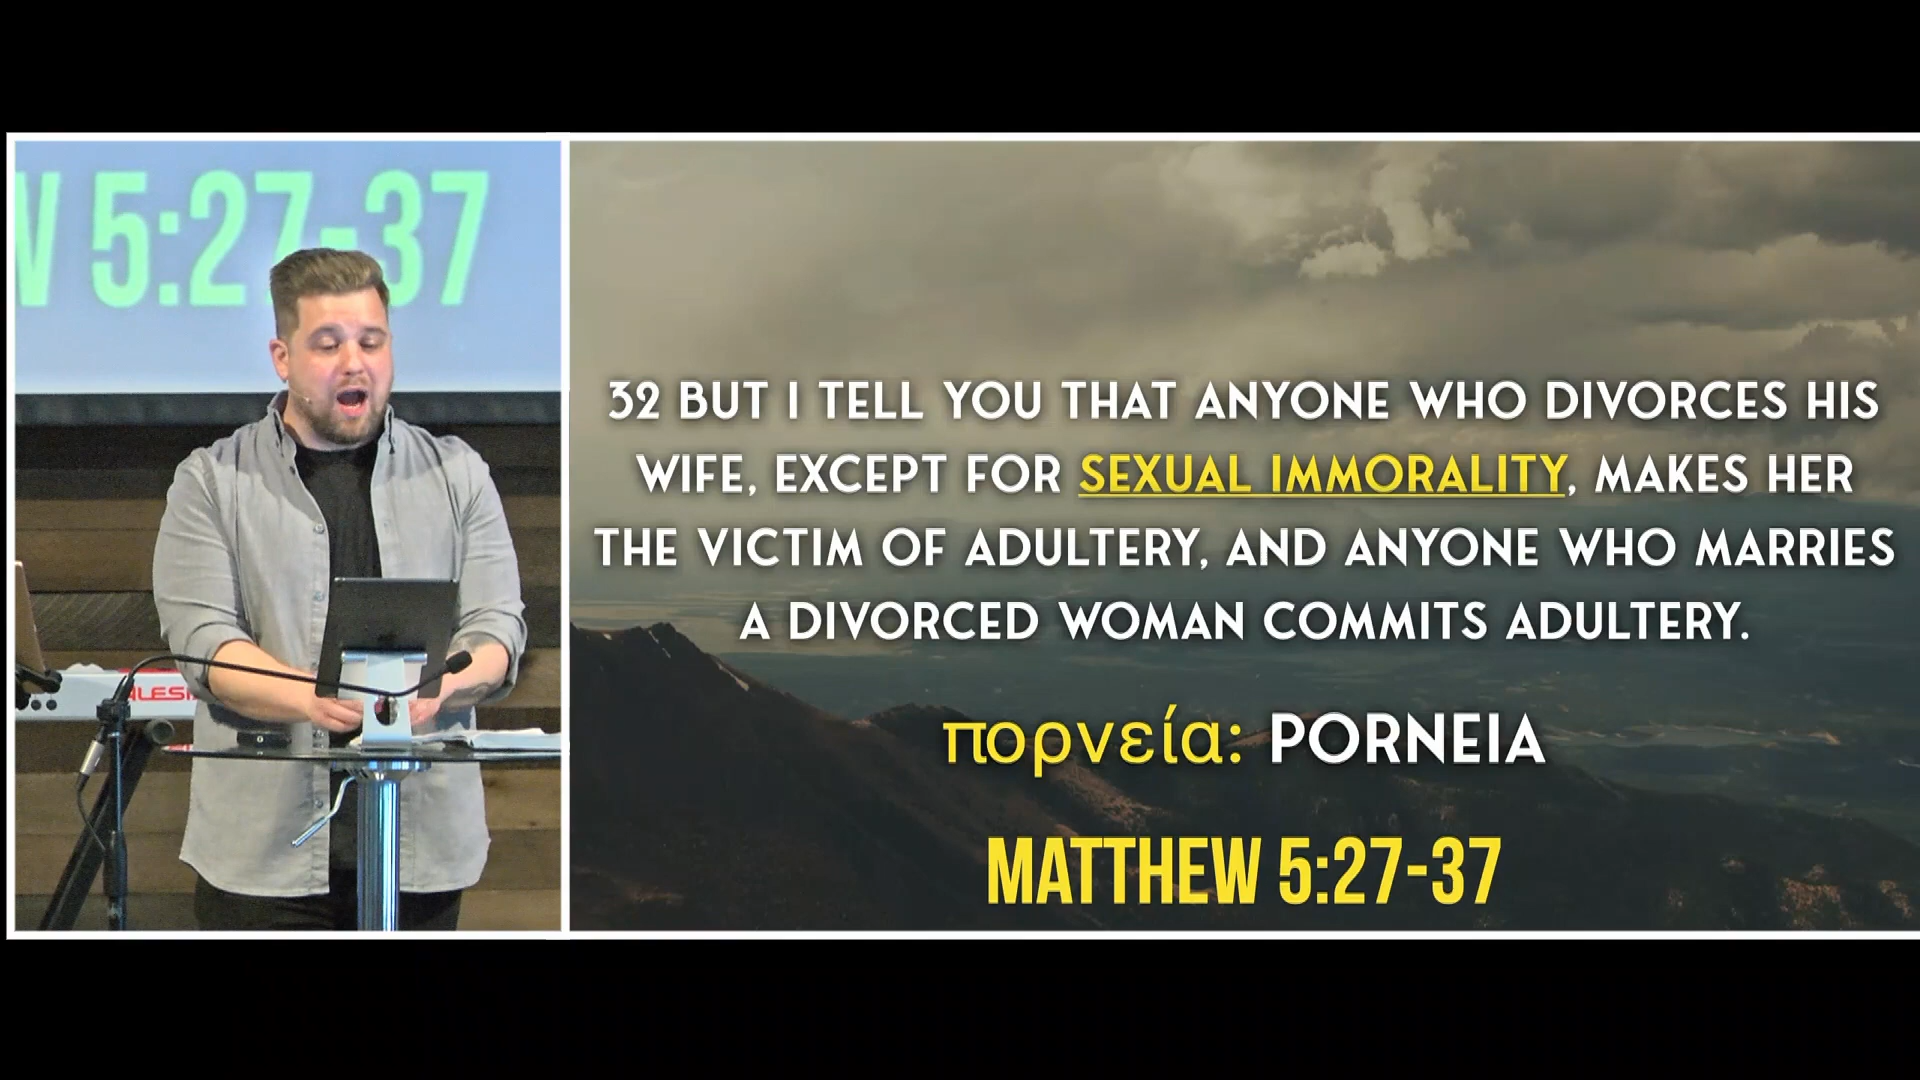 W 5:27-37
ALESI
32 BUT I TELL YOU THAT ANYONE WHO DIVORCES HIS
WIFE, EXCEPT FOR SEXUAL IMMORALITY, MAKES HER
THE VICTIM OF ADULTERY, AND ANYONE WHO MARRIES
A DIVORCED WOMAN COMMITS ADULTERY.
πορνεία: PORNEIA
MATTHEW 5:27-37